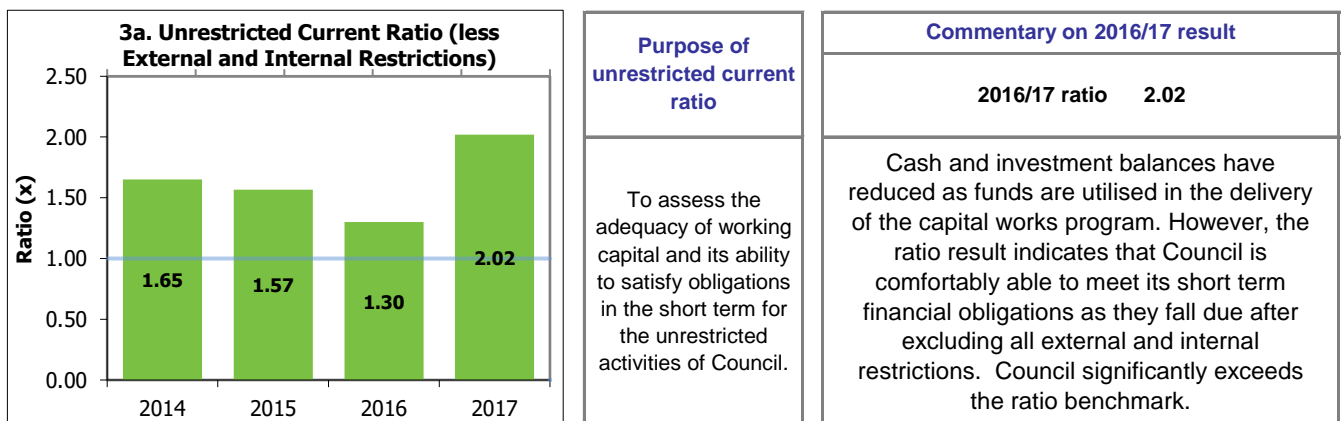 3a. Unrestricted Current Ratio (less
External and Internal Restrictions)
2.50
2.00
1.50
1.00
0.50
0.00
Ratio (x)
1.65
1.57
1.30
2.02
2014
2015
2016
2017
Purpose of
unrestricted current
ratio
To assess the
adequacy of working
capital and its ability
to satisfy obligations
in the short term for
the unrestricted
activities of Council.
Commentary on 2016/17 result
2016/17 ratio 2.02
Cash and investment balances have
reduced as funds are utilised in the delivery
of the capital works program. However, the
ratio result indicates that Council is
comfortably able to meet its short term
financial obligations as they fall due after
excluding all external and internal
restrictions. Council significantly exceeds
the ratio benchmark.